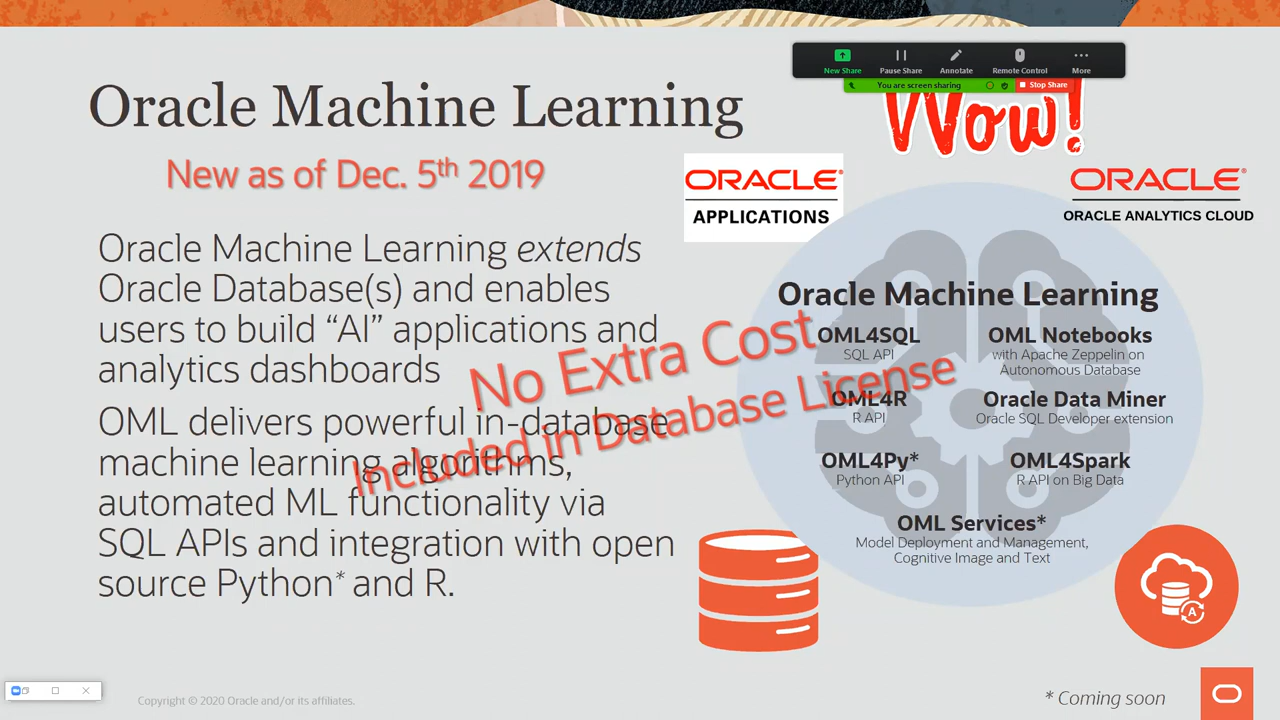 New Share
Pause Share
Annotate
Remote Control
More
You are screen sharing
Stop Share
Oracle Machine Learning
Wow!
New as of Dec. 5th 2019
ORACLE®
APPLICATIONS
ORACLE®
ORACLE ANALYTICS CLOUD
Oracle Machine Learning extends
Oracle Database(s) and enables
users to build “AI” applications and
analytics dashboards
OML delivers powerful in-database
machine learning algorithms,
automated ML functionality via
SQL APIs and integration with open
source Python* and R.
No Extra Cost
Included in Database License
Oracle Machine Learning
OML4SQL
SQL API
OML Notebooks
with Apache Zeppelin on
Autonomous Database
OML4R
R API
Oracle Data Miner
Oracle SQL Developer extension
OML4Py*
Python API
OML4Spark
R API on Big Data
OML Services*
Model Deployment and Management,
Cognitive Image and Text
A
Copyright © 2020 Oracle and/or its affiliates.
* Coming soon